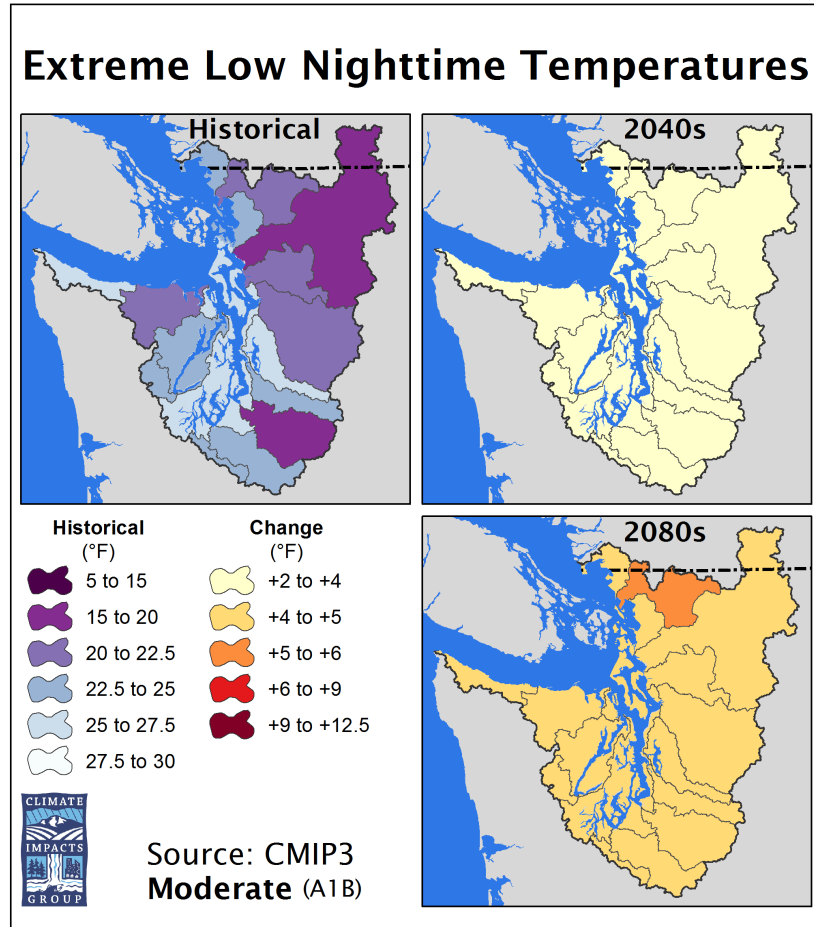 Extreme Low Nighttime Temperatures
Historical
2040s
Historical
(°F)
5 to 15
15 to 20
20 to 22.5
22.5 to 25
25 to 27.5
27.5 to 30
Change
(°F)
+2 to +4
+4 to +5
+5 to +6
+6 to +9
+9 to +12.5
2080s
CLIMATE
IMPACTS
GROUP
Source: CMIP3
Moderate (A1B)